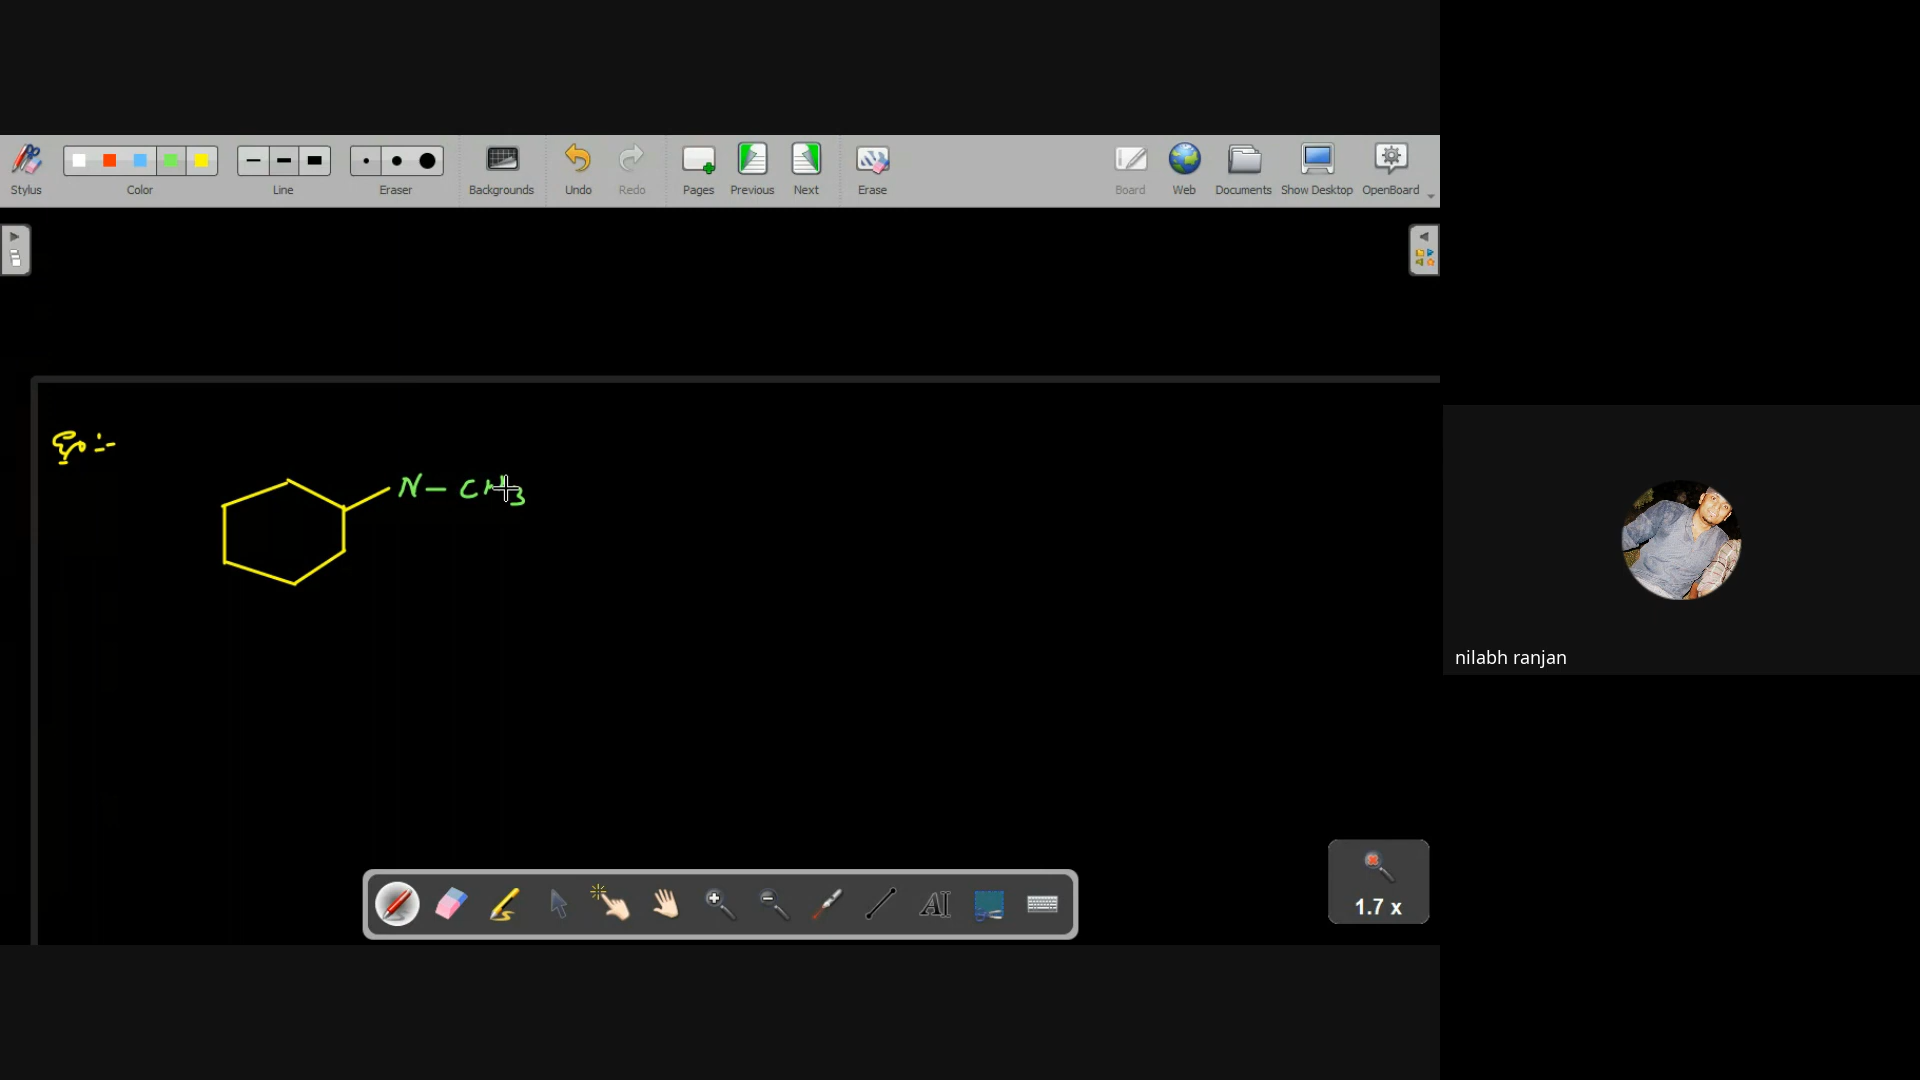 Stylus Color Line Eraser Backgrounds Undo Redo Pages Previous Next Erase Board Web Documents Show Desktop OpenBoard
N - CH3
AI
1.7 x
nilabh ranjan